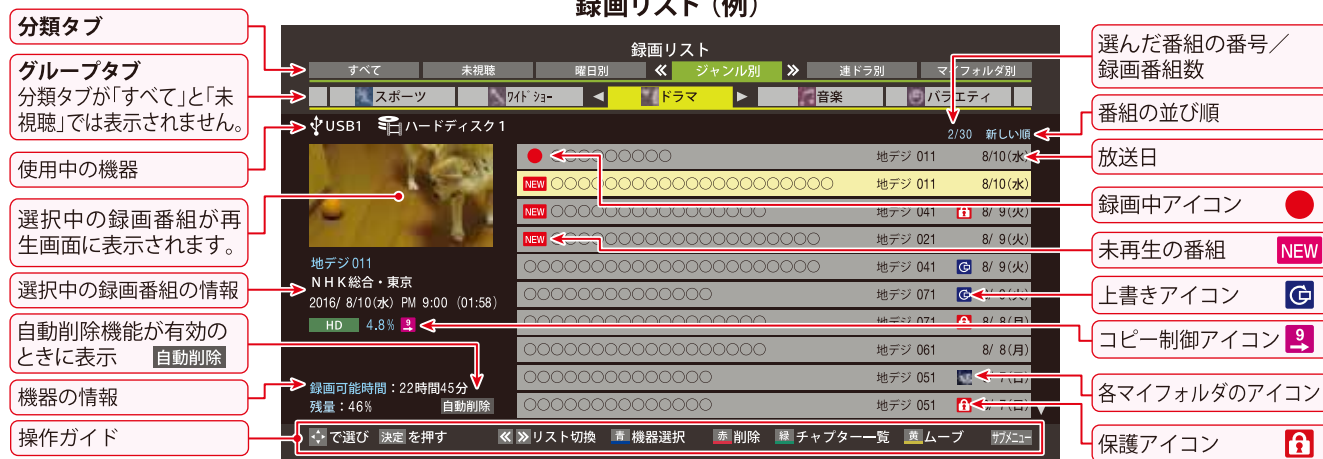 録画リスト（例）
分類タブ
グループタブ
分類タブが「すべて」と「未
視聴」では表示されません。
使用中の機器
選択中の録画番組が再
生画面に表示されます。
選択中の録画番組の情報
自動削除機能が有効の
ときに表示 自動削除
機器の情報
操作ガイド
録画リスト
すべて 未視聴 曜日別 ≪ ジャンル別 ≫ 連ドラ別 マイフォルダ別
スポーツ ワイドショー ◀ ドラマ ▶ 音楽 バラエティ
USB1 ハードディスク1
2/30 新しい順
地デジ 011
NHK総合・東京
2016/ 8/10(水) PM 9:00 (01:58)
HD 4.8% 9
録画可能時間：22時間45分
残量：46% 自動削除
○○○○○○○○○ 地デジ 011 8/10(水)
NEW ○○○○○○○○○○○○○○○○○○○○○ 地デジ 011 8/10(水)
NEW ○○○○○○○○○○○○○○○○ 地デジ 041 8/ 9(火)
NEW ○○○○○○○○○○○○○○○○○○○○ 地デジ 021 8/ 9(火)
○○○○○○○○○○○○○○○○○○○○○○ 地デジ 041 8/ 9(火)
○○○○○○○○○○○○○○ 地デジ 071
○○○○○○○○○○○○○○○○○○ 地デジ 071 8/ 8(月)
○○○○○○○○○○○○○○○○○○ 地デジ 061 8/ 8(月)
○○○○○○○○○○○○○○ 地デジ 051
○○○○○○○○○○○○○○ 地デジ 051
で選び 決定 を押す ≪ ≫ リスト切換 青 機器選択 赤 削除 緑 チャプター一覧 黄 ムーブ サブメニュー
選んだ番組の番号／
録画番組数
番組の並び順
放送日
録画中アイコン
未再生の番組 NEW
上書きアイコン
コピー制御アイコン 9
各マイフォルダのアイコン
保護アイコン